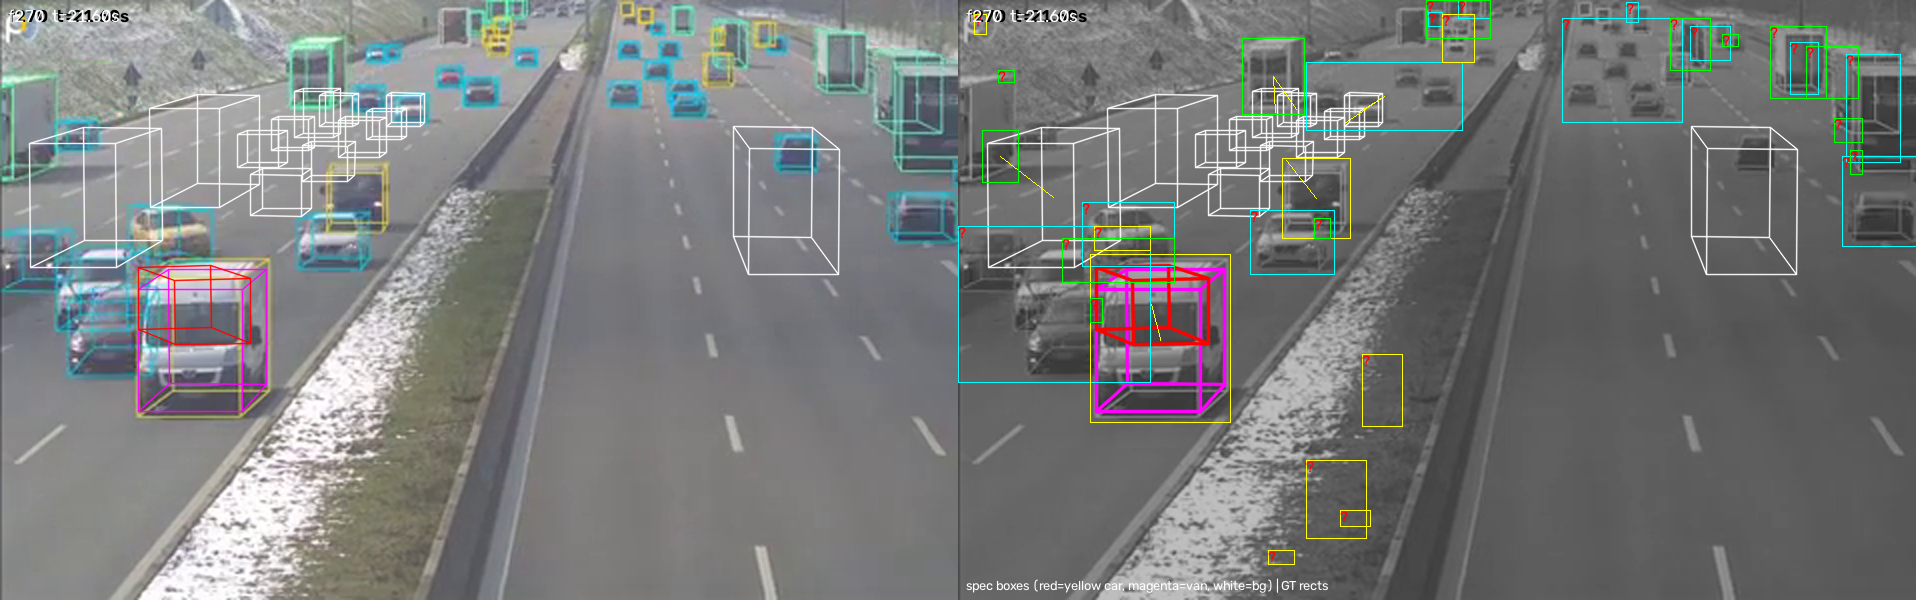 f270 t=21.60s
f270 t=21.60s
spec boxes (red=yellow car, magenta=van, white=bg) | GT rects